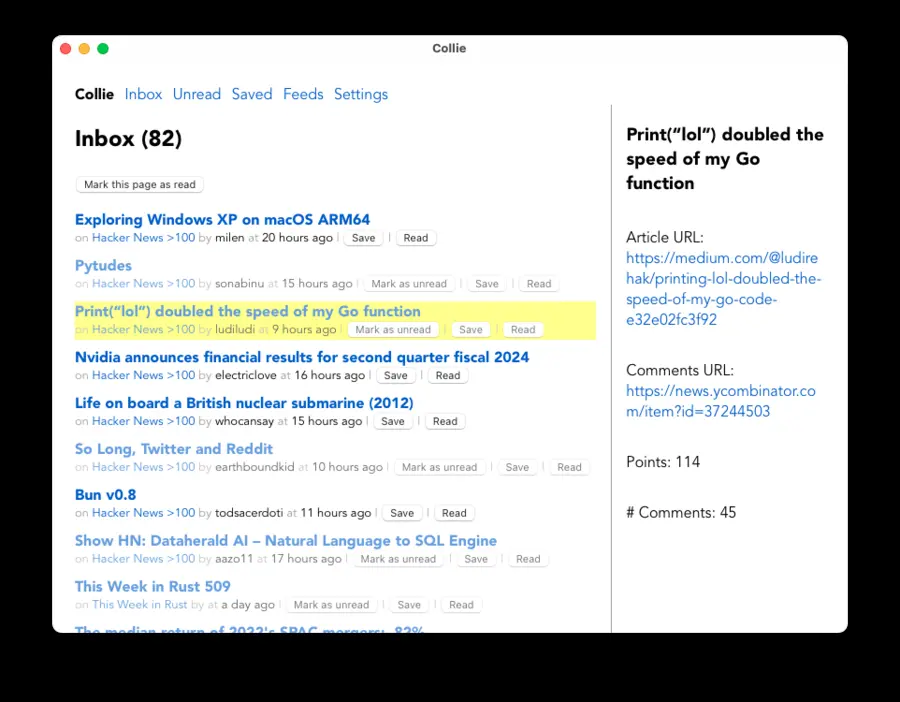 Collie
Collie Inbox Unread Saved Feeds Settings
Inbox (82)
Mark this page as read
Exploring Windows XP on macOS ARM64
on Hacker News >100 by milen at 20 hours ago | Save | Read
Pytudes
on Hacker News >100 by sonabinu at 15 hours ago | Mark as unread | Save | Read
Print(“lol”) doubled the speed of my Go function
on Hacker News >100 by ludiludi at 9 hours ago | Mark as unread | Save | Read
Nvidia announces financial results for second quarter fiscal 2024
on Hacker News >100 by electriclove at 16 hours ago | Save | Read
Life on board a British nuclear submarine (2012)
on Hacker News >100 by whocansay at 15 hours ago | Save | Read
So Long, Twitter and Reddit
on Hacker News >100 by earthboundkid at 10 hours ago | Mark as unread | Save | Read
Bun v0.8
on Hacker News >100 by todsacerdoti at 11 hours ago | Save | Read
Show HN: Dataherald AI – Natural Language to SQL Engine
on Hacker News >100 by aazo11 at 17 hours ago | Mark as unread | Save | Read
This Week in Rust 509
on This Week in Rust by at a day ago | Mark as unread | Save | Read
The median return of 2022's SPAC mergers: -82%
Print(“lol”) doubled the
speed of my Go
function
Article URL:
https://medium.com/@ludire
hak/printing-lol-doubled-the-
speed-of-my-go-code-
e32e02fc3f92
Comments URL:
https://news.ycombinator.co
m/item?id=37244503
Points: 114
# Comments: 45